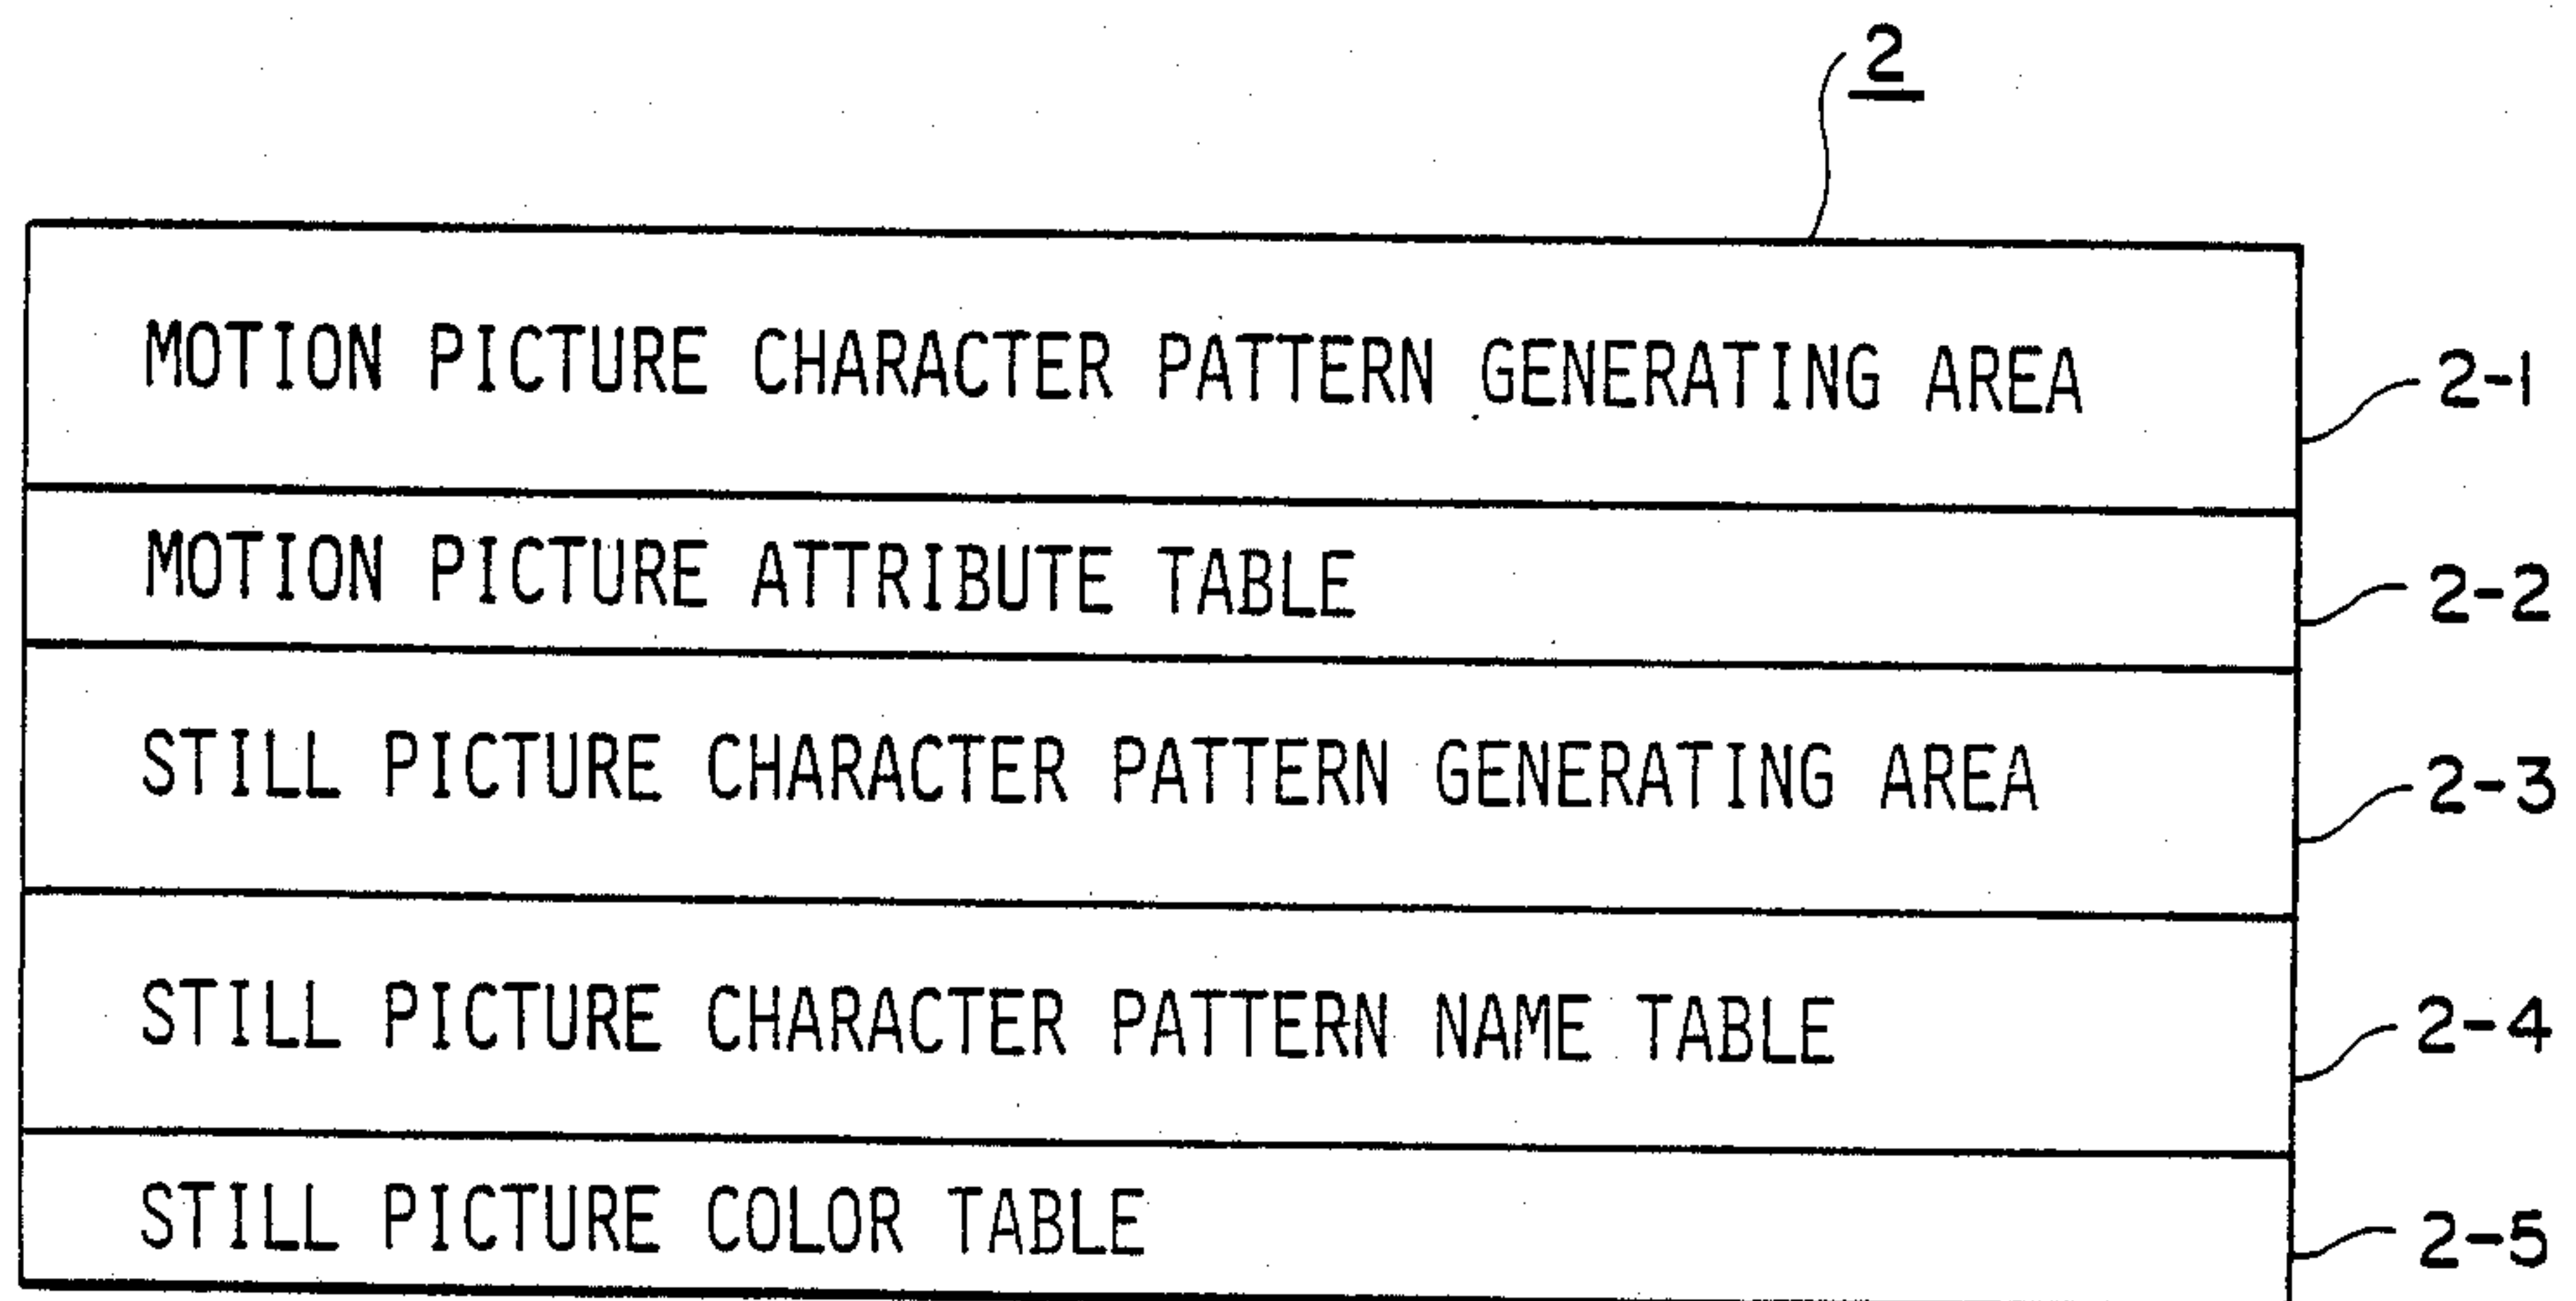 2
MOTION PICTURE CHARACTER PATTERN GENERATING AREA
2-1
MOTION PICTURE ATTRIBUTE TABLE
2-2
STILL PICTURE CHARACTER PATTERN GENERATING AREA
2-3
STILL PICTURE CHARACTER PATTERN NAME TABLE
2-4
STILL PICTURE COLOR TABLE
2-5